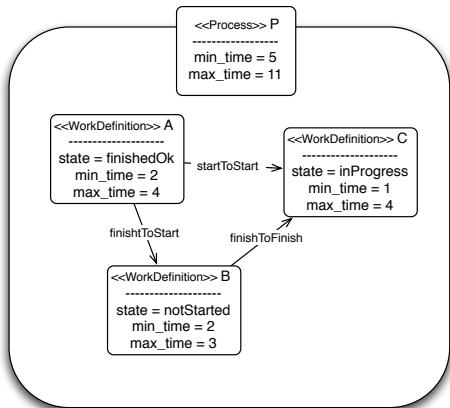 <<Process>> P
-----------------
min_time = 5
max_time = 11
<<WorkDefinition>> A
-------------------
state = finishedOk
min_time = 2
max_time = 4
startToStart
<<WorkDefinition>> C
--------------------
state = inProgress
min_time = 1
max_time = 4
finishtToStart
finishToFinish
<<WorkDefinition>> B
--------------------
state = notStarted
min_time = 2
max_time = 3